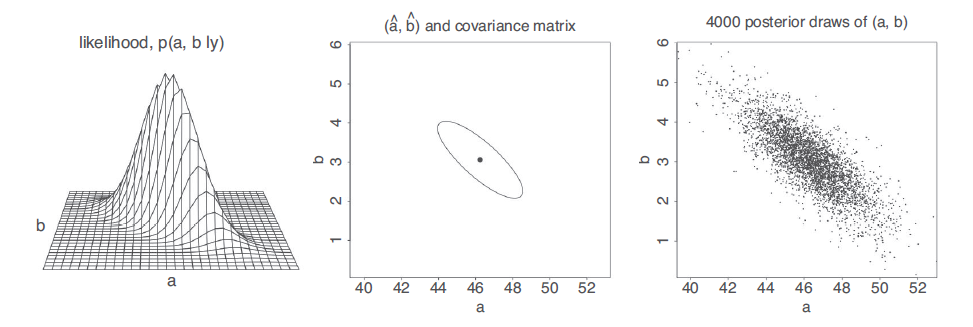 likelihood, p(a, b ly)
b
a
(â, b̂) and covariance matrix
6
5
4
3
2
1
b
40 42 44 46 48 50 52
a
4000 posterior draws of (a, b)
6
5
4
3
2
1
b
40 42 44 46 48 50 52
a